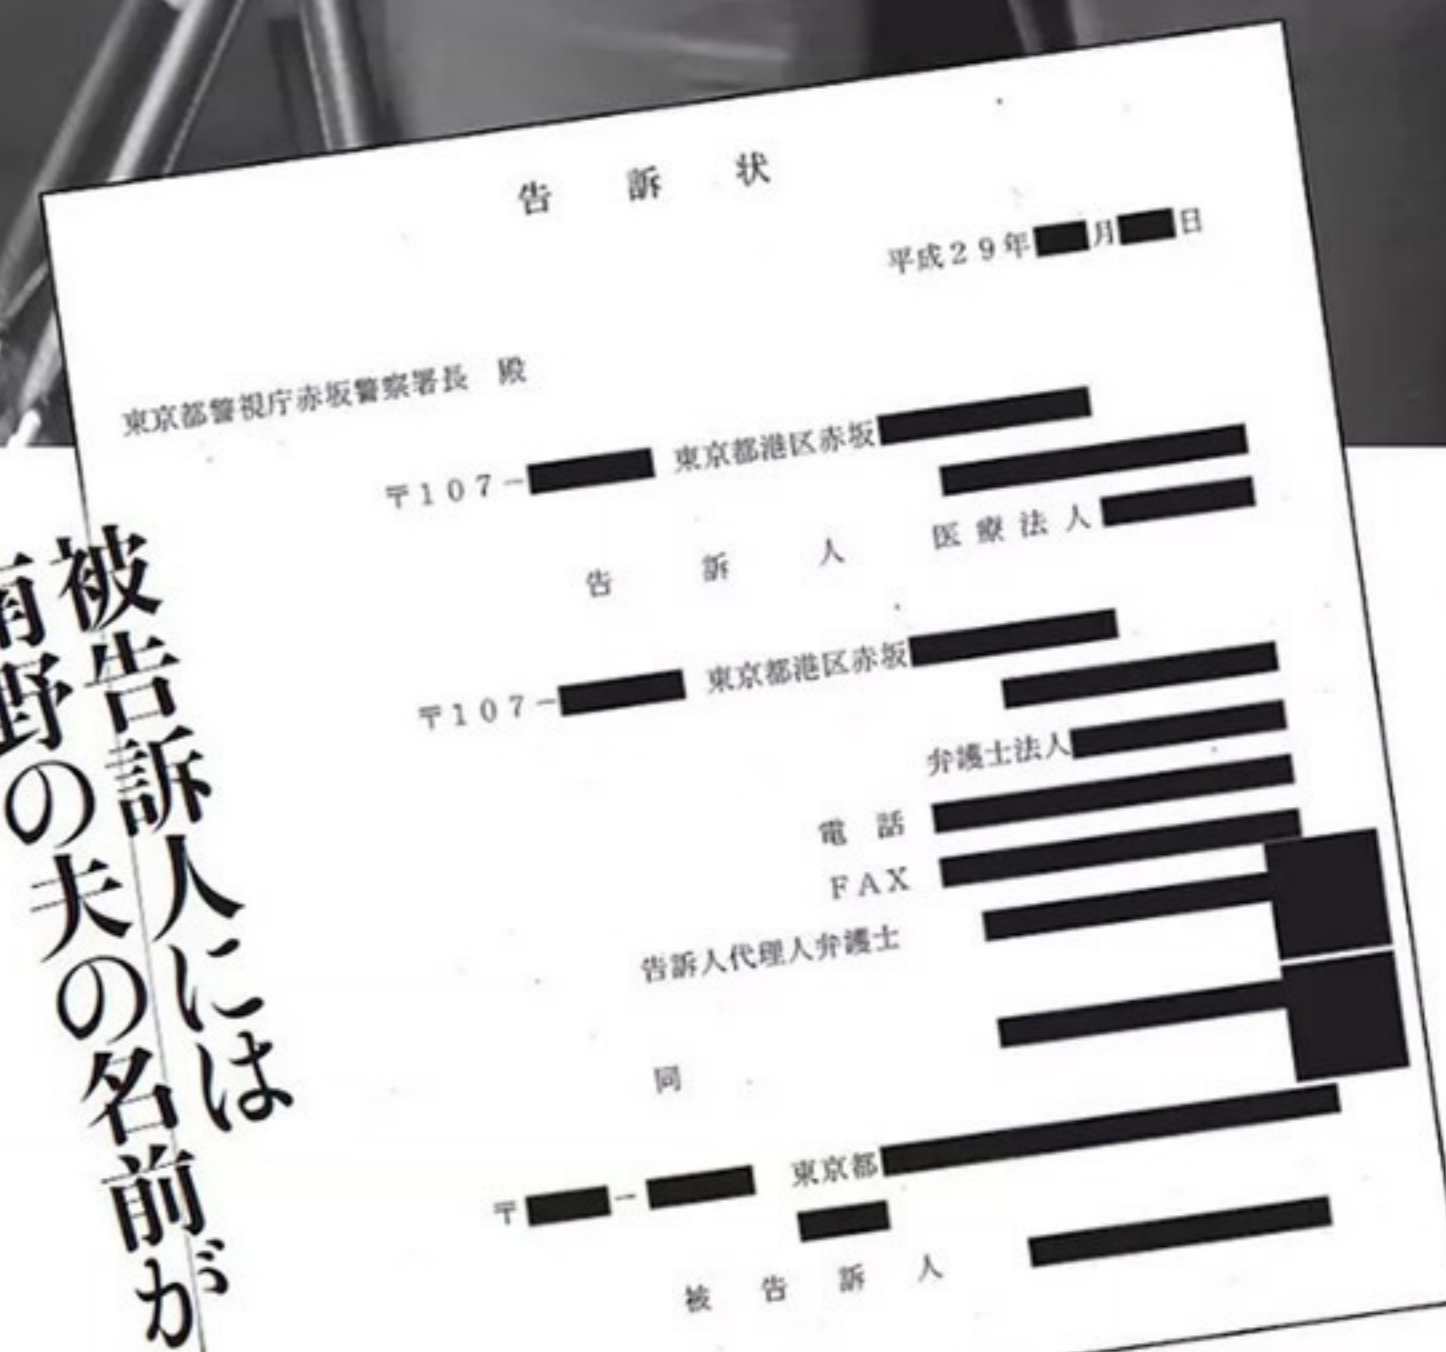 告訴状
平成29年 月 日
東京都警視庁赤坂警察署長 殿
〒107− 東京都港区赤坂
告訴人 医療法人
〒107− 東京都港区赤坂
弁護士法人
電話
FAX
告訴人代理人弁護士
同
〒 − 東京都
被告訴人
被告訴人には
野の夫の名前が